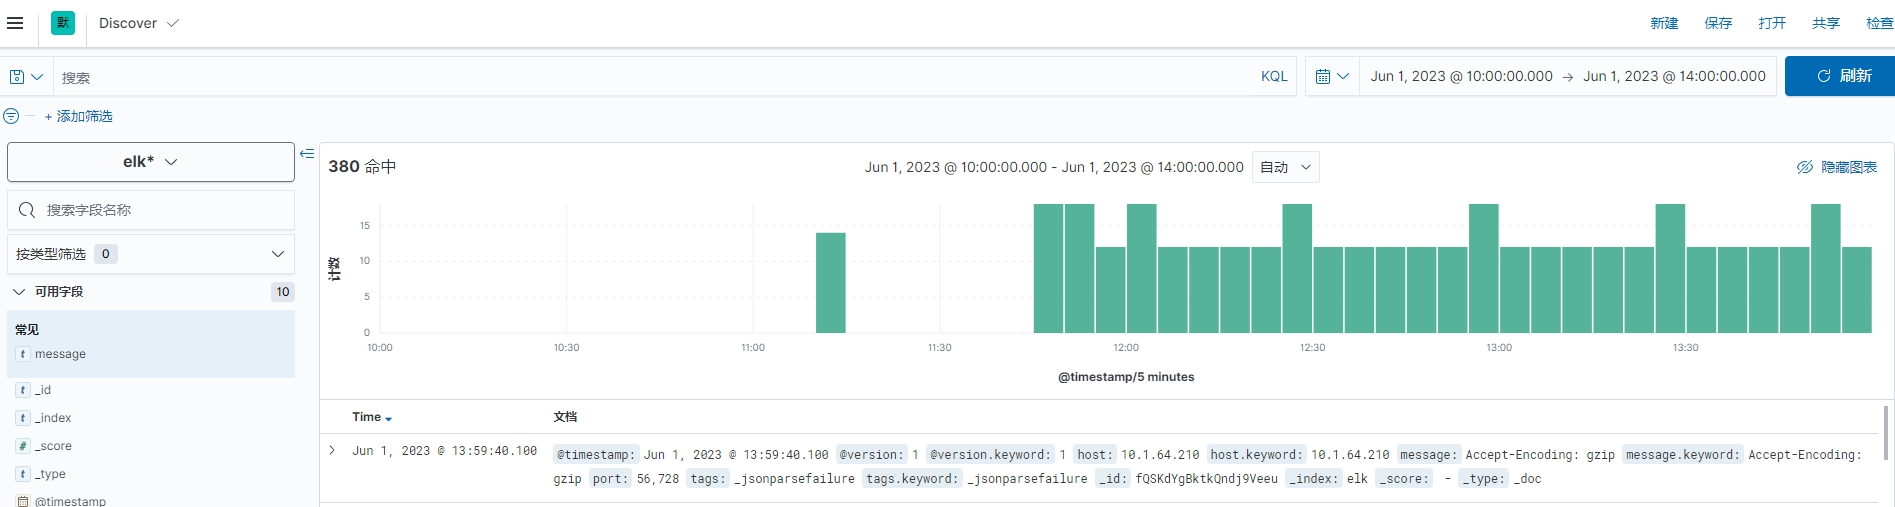 默 Discover 新建 保存 打开 共享 检查
搜索 KQL Jun 1, 2023 @ 10:00:00.000 → Jun 1, 2023 @ 14:00:00.000 刷新
+ 添加筛选
elk*
380 命中 Jun 1, 2023 @ 10:00:00.000 - Jun 1, 2023 @ 14:00:00.000 自动 隐藏图表
搜索字段名称
按类型筛选 0
可用字段 10
常见
t message
t _id
t _index
# _score
t _type
@timestamp
计数
15
10
5
0
10:00 10:30 11:00 11:30 12:00 12:30 13:00 13:30
@timestamp/5 minutes
Time 文档
Jun 1, 2023 @ 13:59:40.100 @timestamp: Jun 1, 2023 @ 13:59:40.100 @version: 1 @version.keyword: 1 host: 10.1.64.210 host.keyword: 10.1.64.210 message: Accept-Encoding: gzip message.keyword: Accept-Encoding:
gzip port: 56,728 tags: _jsonparsefailure tags.keyword: _jsonparsefailure _id: fQSKdYgBktkQndj9Veeu _index: elk _score: - _type: _doc